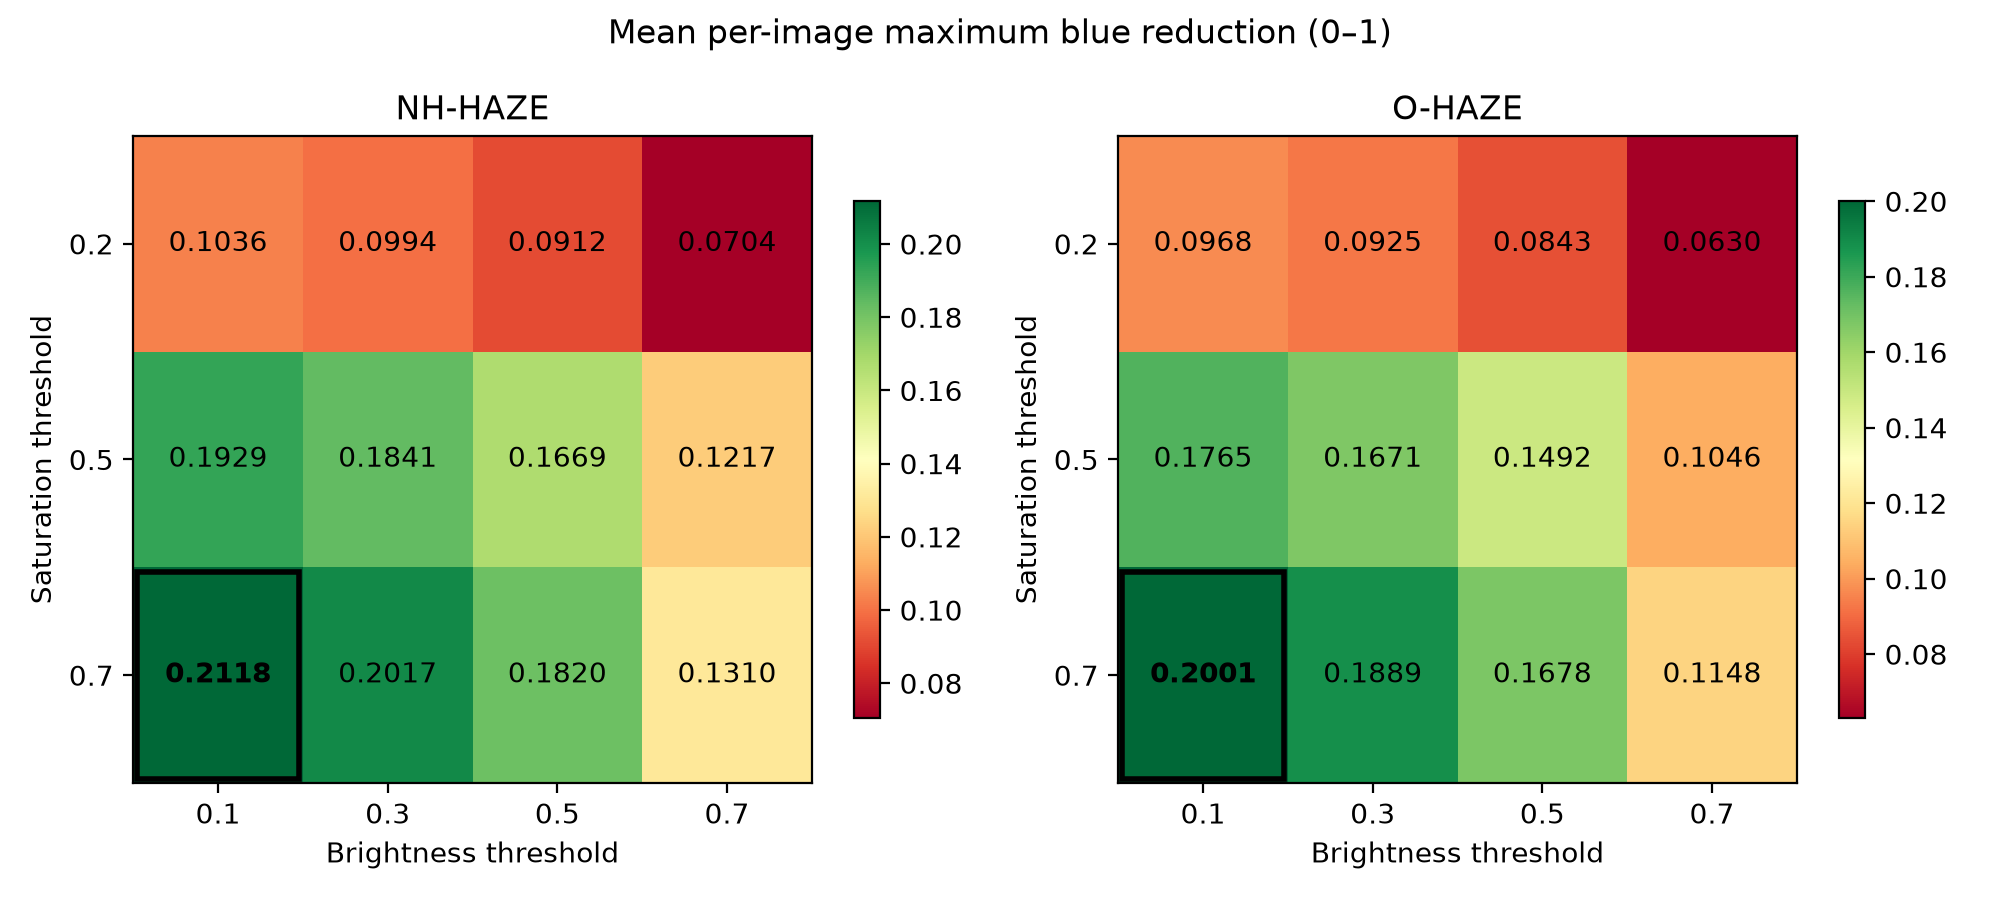 Mean per-image maximum blue reduction (0–1)
NH-HAZE
Saturation threshold
0.2
0.1036 0.0994 0.0912 0.0704
0.5
0.1929 0.1841 0.1669 0.1217
0.7
0.2118 0.2017 0.1820 0.1310
0.1 0.3 0.5 0.7
Brightness threshold
0.20
0.18
0.16
0.14
0.12
0.10
0.08
O-HAZE
Saturation threshold
0.2
0.0968 0.0925 0.0843 0.0630
0.5
0.1765 0.1671 0.1492 0.1046
0.7
0.2001 0.1889 0.1678 0.1148
0.1 0.3 0.5 0.7
Brightness threshold
0.20
0.18
0.16
0.14
0.12
0.10
0.08